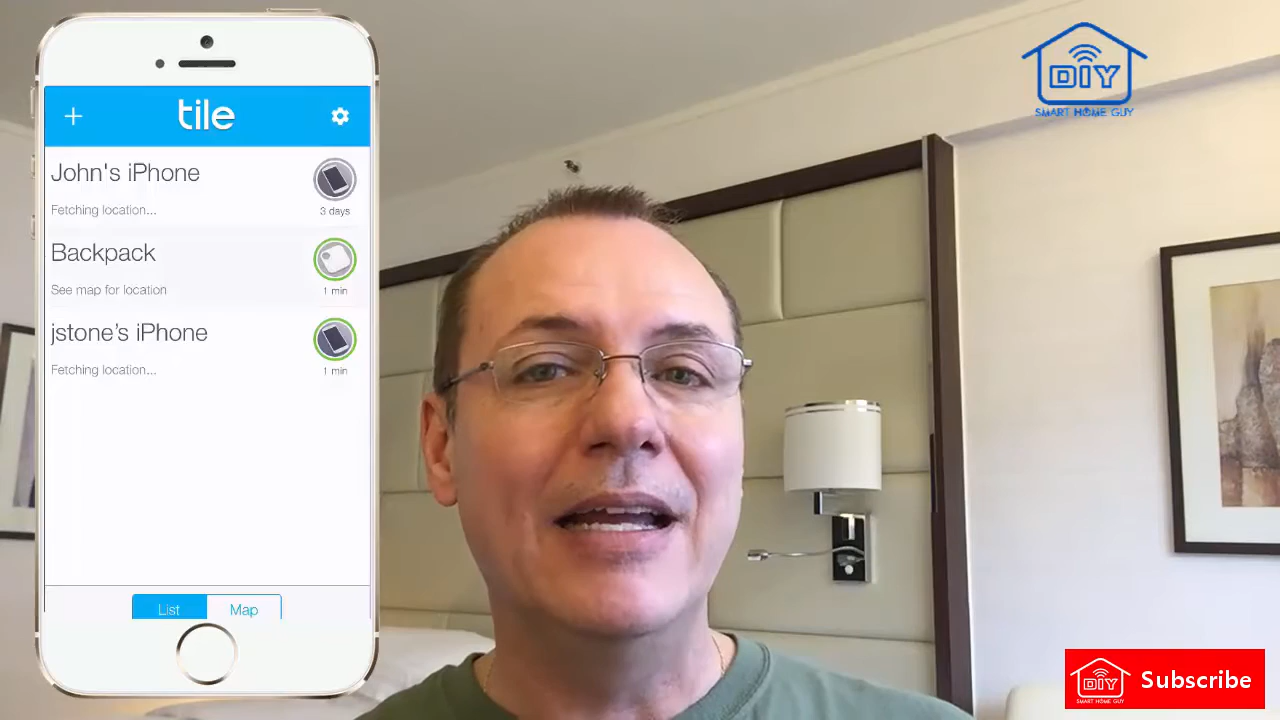 tile
John's iPhone
Fetching location...
3 days
Backpack
See map for location
1 min
jstone’s iPhone
Fetching location...
1 min
List
Map
DIY
SMART HOME GUY
DIY
SMART HOME GUY
Subscribe